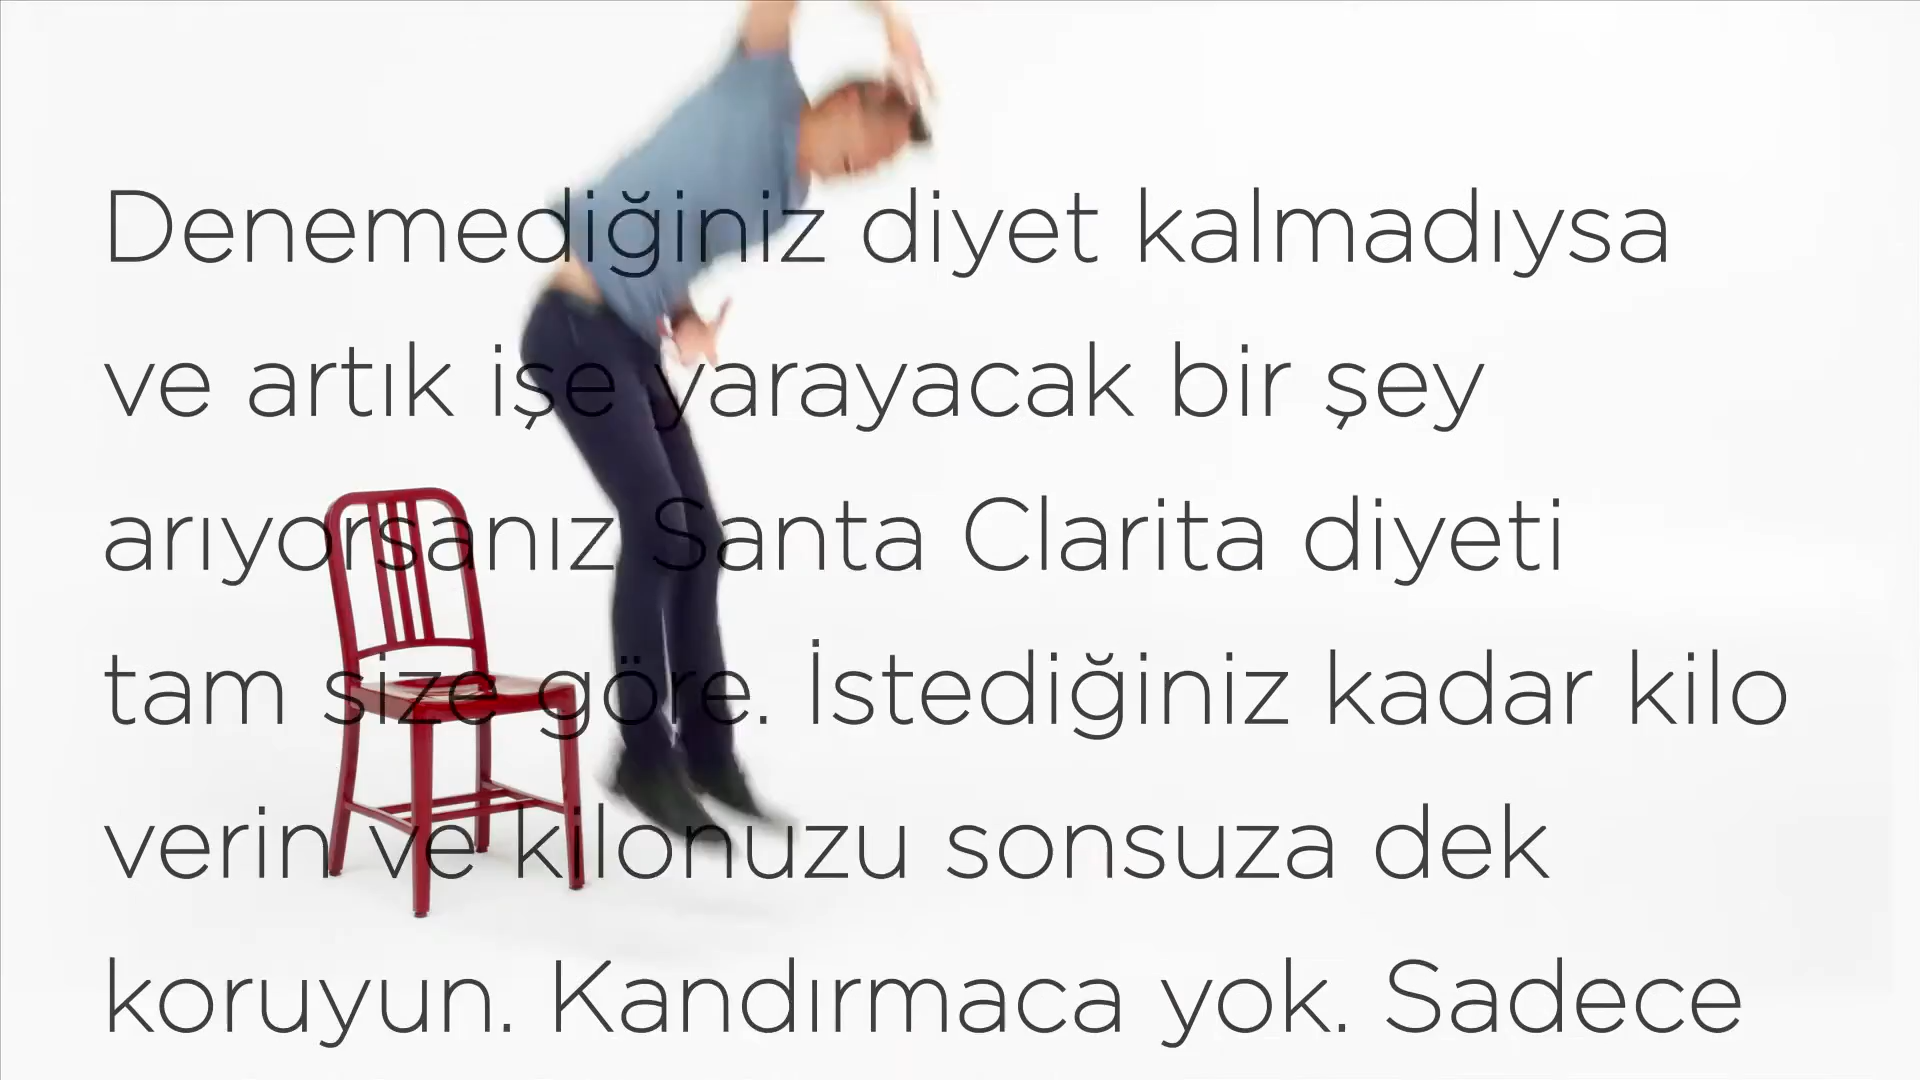 Denemediğiniz diyet kalmadıysa
ve artık işe yarayacak bir şey
arıyorsanız Santa Clarita diyeti
tam size göre. İstediğiniz kadar kilo
verin ve kilonuzu sonsuza dek
koruyun. Kandırmaca yok. Sadece